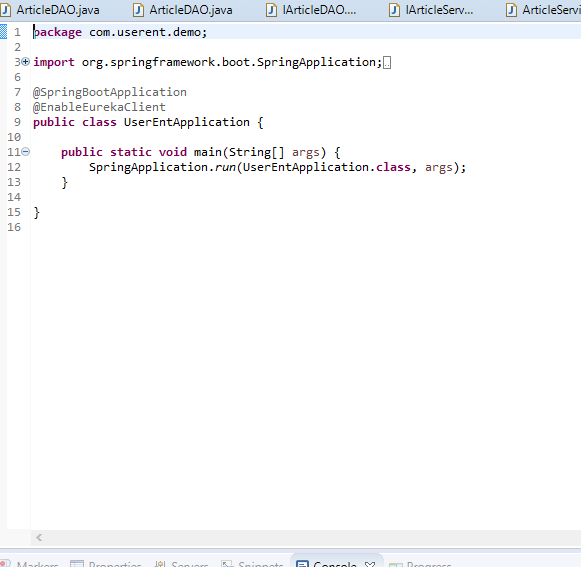 ArticleDAO.java ArticleDAO.java IArticleDAO.... IArticleServ... ArticleServi
1 package com.userent.demo;
2
3 import org.springframework.boot.SpringApplication;
6
7 @SpringBootApplication
8 @EnableEurekaClient
9 public class UserEntApplication {
10
11 public static void main(String[] args) {
12 SpringApplication.run(UserEntApplication.class, args);
13 }
14
15 }
16
Markers Properties Servers Snippets Console Progress